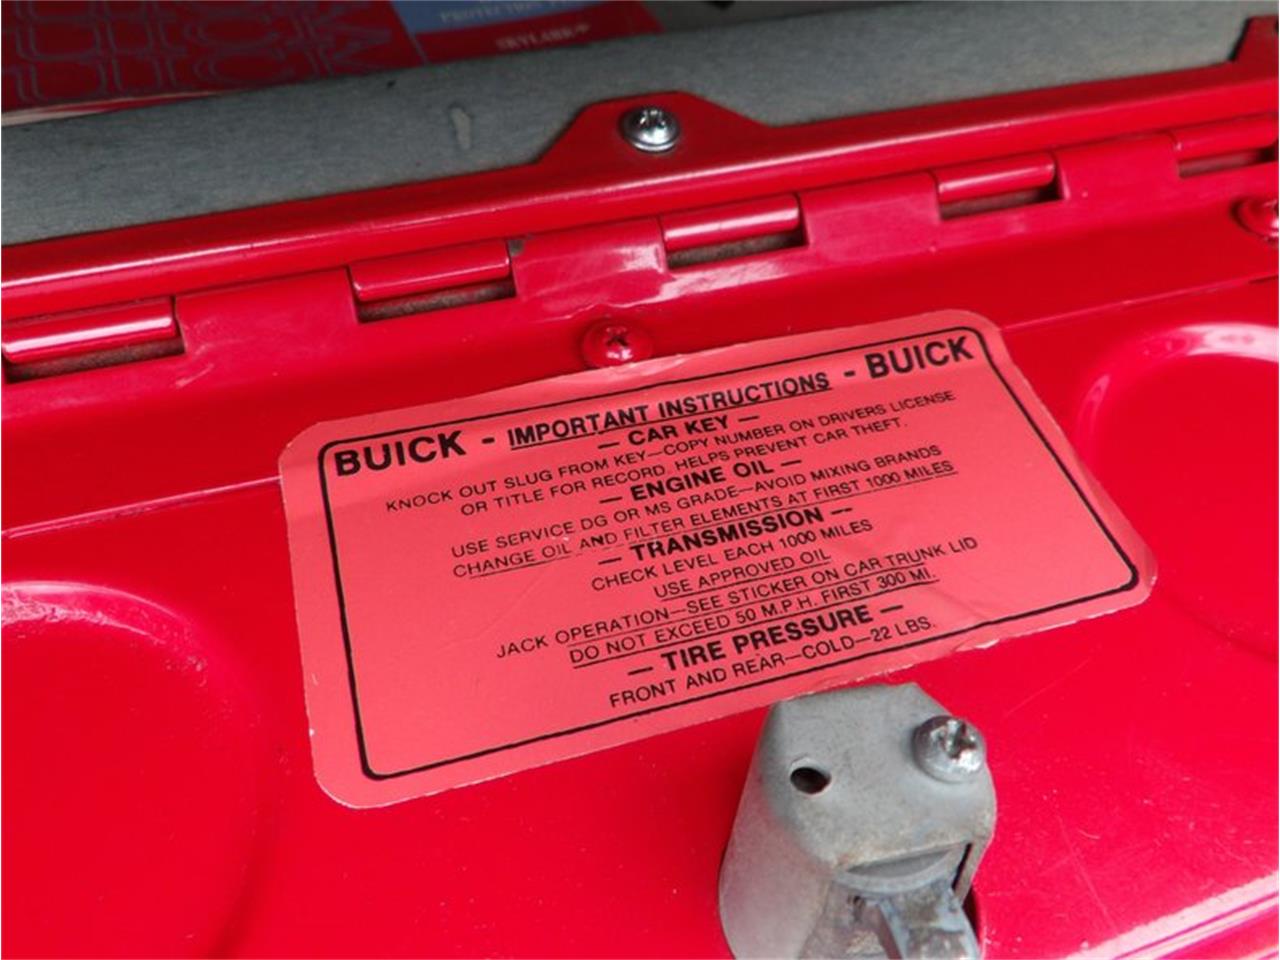 PROTECTION
SKYLARK
BUICK - IMPORTANT INSTRUCTIONS - BUICK
— CAR KEY —
KNOCK OUT SLUG FROM KEY—COPY NUMBER ON DRIVERS LICENSE
OR TITLE FOR RECORD. HELPS PREVENT CAR THEFT.
— ENGINE OIL —
USE SERVICE DG OR MS GRADE—AVOID MIXING BRANDS
CHANGE OIL AND FILTER ELEMENTS AT FIRST 1000 MILES
— TRANSMISSION —
CHECK LEVEL EACH 1000 MILES
USE APPROVED OIL
JACK OPERATION—SEE STICKER ON CAR TRUNK LID
DO NOT EXCEED 50 M.P.H. FIRST 300 MI.
— TIRE PRESSURE —
FRONT AND REAR—COLD—22 LBS.